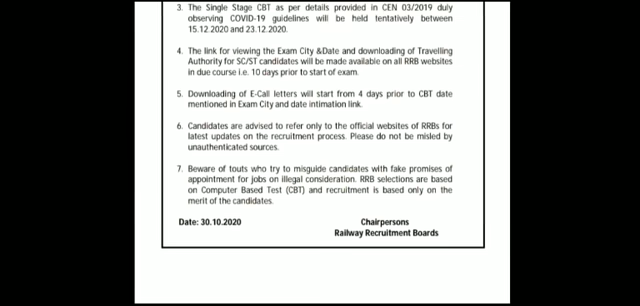 3. The Single Stage CBT as per details provided in CEN 03/2019 duly
observing COVID-19 guidelines will be held tentatively between
15.12.2020 and 23.12.2020.
4. The link for viewing the Exam City &Date and downloading of Travelling
Authority for SC/ST candidates will be made available on all RRB websites
in due course i.e. 10 days prior to start of exam.
5. Downloading of E-Call letters will start from 4 days prior to CBT date
mentioned in Exam City and date intimation link.
6. Candidates are advised to refer only to the official websites of RRBs for
latest updates on the recruitment process. Please do not be misled by
unauthenticated sources.
7. Beware of touts who try to misguide candidates with fake promises of
appointment for jobs on illegal consideration. RRB selections are based
on Computer Based Test (CBT) and recruitment is based only on the
merit of the candidates.
Date: 30.10.2020 Chairpersons
Railway Recruitment Boards